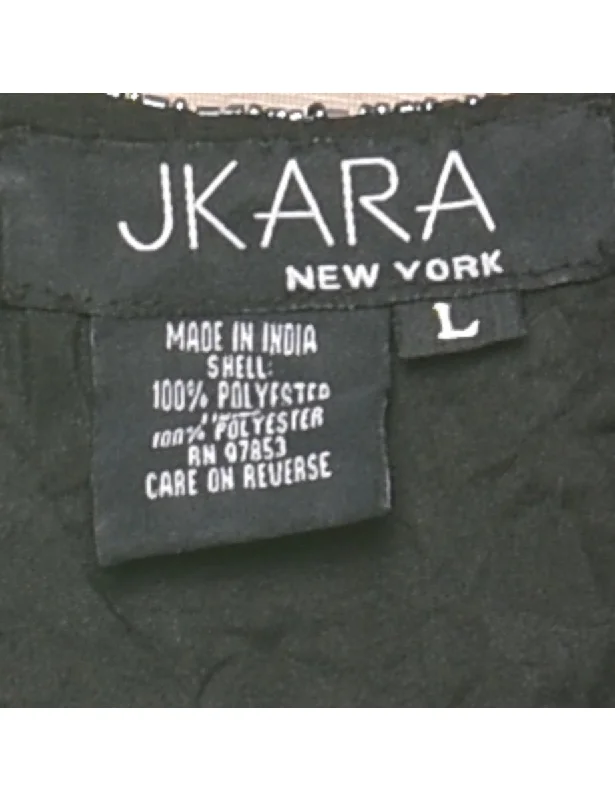 JKARA
NEW YORK
L
MADE IN INDIA
SHELL:
100% POLYESTER
100% POLYESTER
RN 97853
CARE ON REVERSE